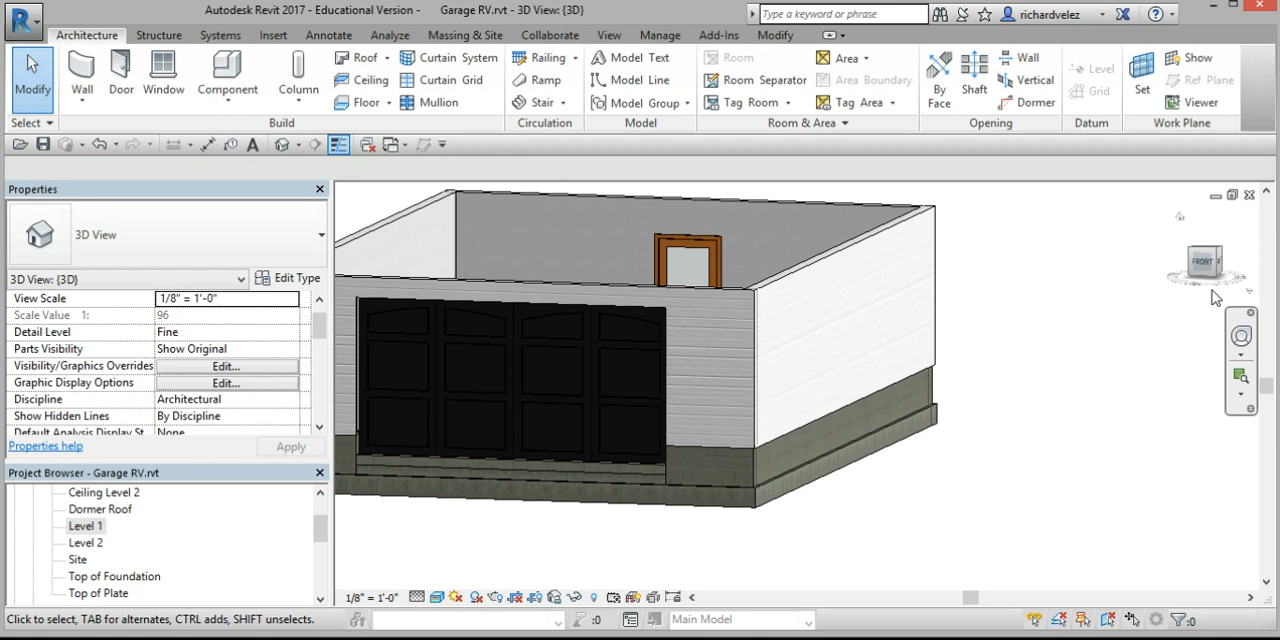 Autodesk Revit 2017 - Educational Version - Garage RV.rvt - 3D View: {3D}
Type a keyword or phrase
richardvelez
Architecture Structure Systems Insert Annotate Analyze Massing & Site Collaborate View Manage Add-Ins Modify
Modify
Wall
Door
Window
Component
Column
Roof
Ceiling
Floor
Curtain System
Curtain Grid
Mullion
Railing
Ramp
Stair
Model Text
Model Line
Model Group
Room
Room Separator
Tag Room
Area
Area Boundary
Tag Area
By Face
Shaft
Wall
Vertical
Dormer
Level
Grid
Set
Show
Ref Plane
Viewer
Select Build Circulation Model Room & Area Opening Datum Work Plane
Properties
3D View
3D View: {3D} Edit Type
View Scale 1/8" = 1'-0"
Scale Value 1: 96
Detail Level Fine
Parts Visibility Show Original
Visibility/Graphics Overrides Edit...
Graphic Display Options Edit...
Discipline Architectural
Show Hidden Lines By Discipline
Default Analysis Display St None
Properties help Apply
Project Browser - Garage RV.rvt
Ceiling Level 2
Dormer Roof
Level 1
Level 2
Site
Top of Foundation
Top of Plate
FRONT
1/8" = 1'-0"
Click to select, TAB for alternates, CTRL adds, SHIFT unselects.
:0
Main Model
:0